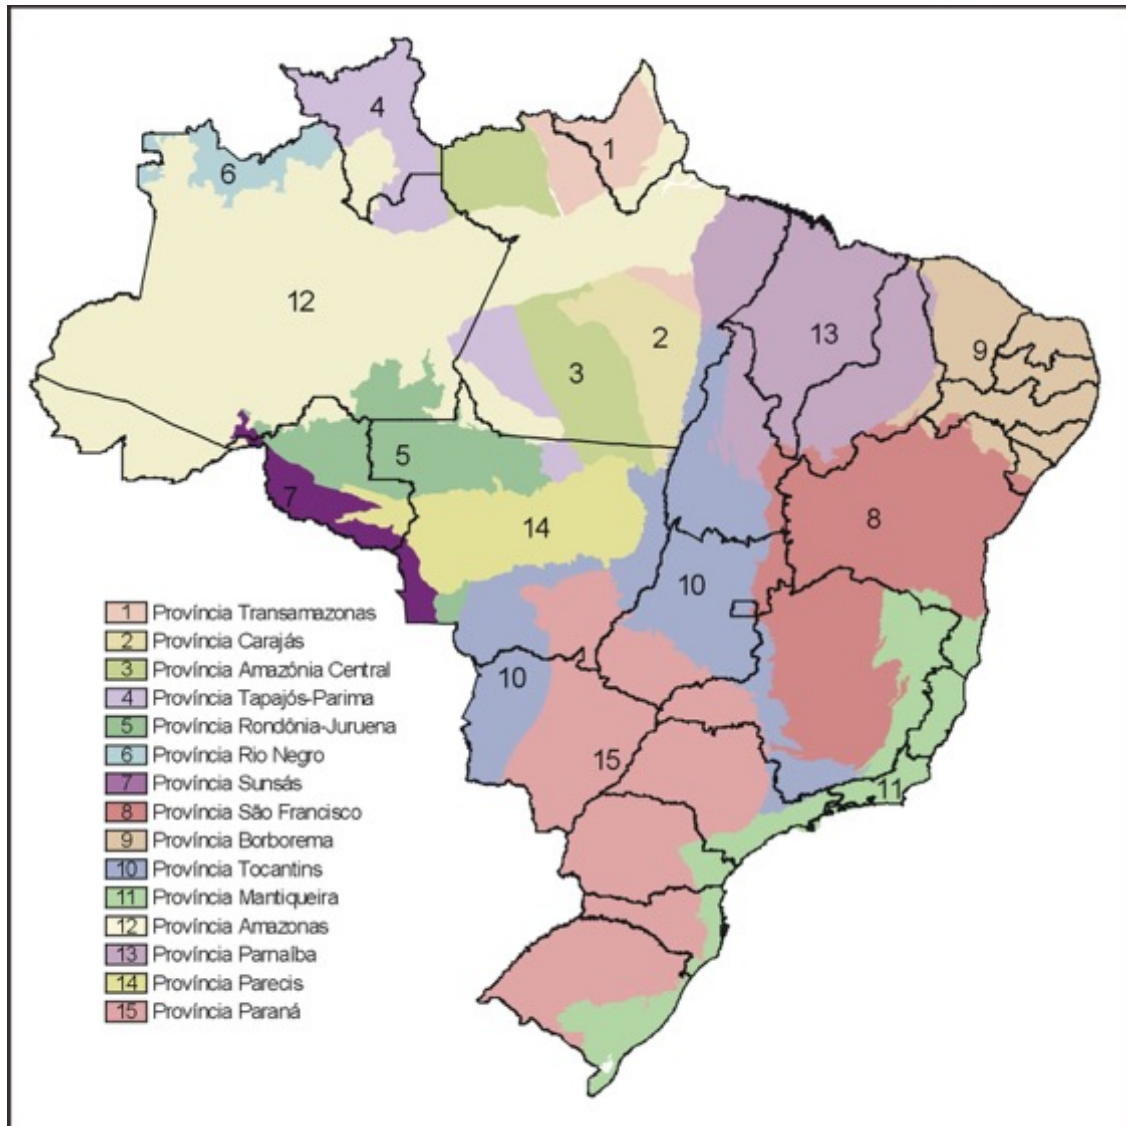 4
1
6
12
2
13
3
9
5
7
8
14
10
10
15
11
1 Província Transamazonas
2 Província Carajás
3 Província Amazônia Central
4 Província Tapajós-Parima
5 Província Rondônia-Juruena
6 Província Rio Negro
7 Província Sunsás
8 Província São Francisco
9 Província Borborema
10 Província Tocantins
11 Província Mantiqueira
12 Província Amazonas
13 Província Parnaíba
14 Província Parecis
15 Província Paraná